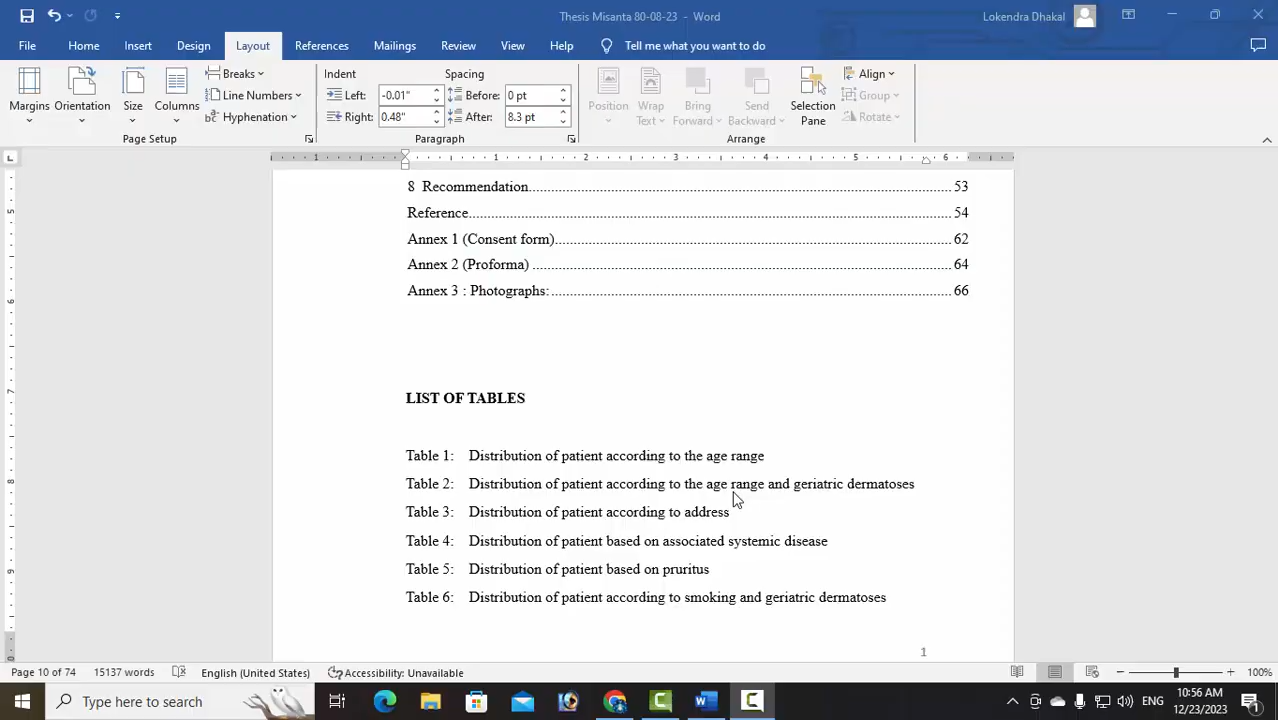 Thesis Misanta 80-08-23 - Word
Lokendra Dhakal
File Home Insert Design Layout References Mailings Review View Help Tell me what you want to do
Margins Orientation Size Columns
Breaks
Line Numbers
Hyphenation
Page Setup
Indent Spacing
Left: -0.01" Before: 0 pt
Right: 0.48" After: 8.3 pt
Paragraph
Position Wrap Text Bring Forward Send Backward Selection Pane
Align
Group
Rotate
Arrange
1 1 2 3 4 5 6
8 Recommendation 53
Reference 54
Annex 1 (Consent form) 62
Annex 2 (Proforma) 64
Annex 3 : Photographs: 66
LIST OF TABLES
Table 1: Distribution of patient according to the age range
Table 2: Distribution of patient according to the age range and geriatric dermatoses
Table 3: Distribution of patient according to address
Table 4: Distribution of patient based on associated systemic disease
Table 5: Distribution of patient based on pruritus
Table 6: Distribution of patient according to smoking and geriatric dermatoses
1
Page 10 of 74 15137 words English (United States) Accessibility: Unavailable 100%
Type here to search
ENG
10:56 AM
12/23/2023